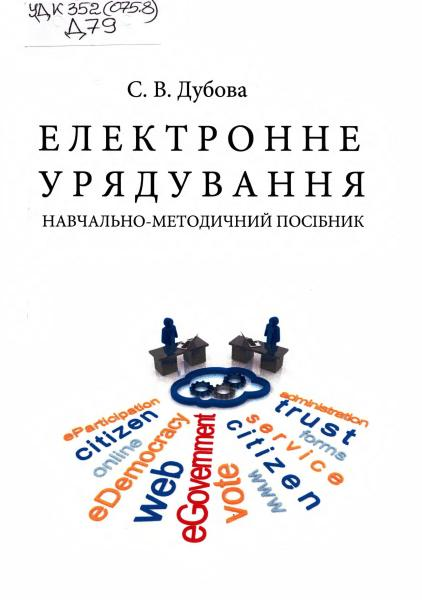 УДК 352(075.8)
Д79
С. В. Дубова
ЕЛЕКТРОННЕ
УРЯДУВАННЯ
НАВЧАЛЬНО-МЕТОДИЧНИЙ ПОСІБНИК
eParticipation
citizen
online
eDemocracy
web
eGovernment
vote
www
citizen
service
forms
trust
administration